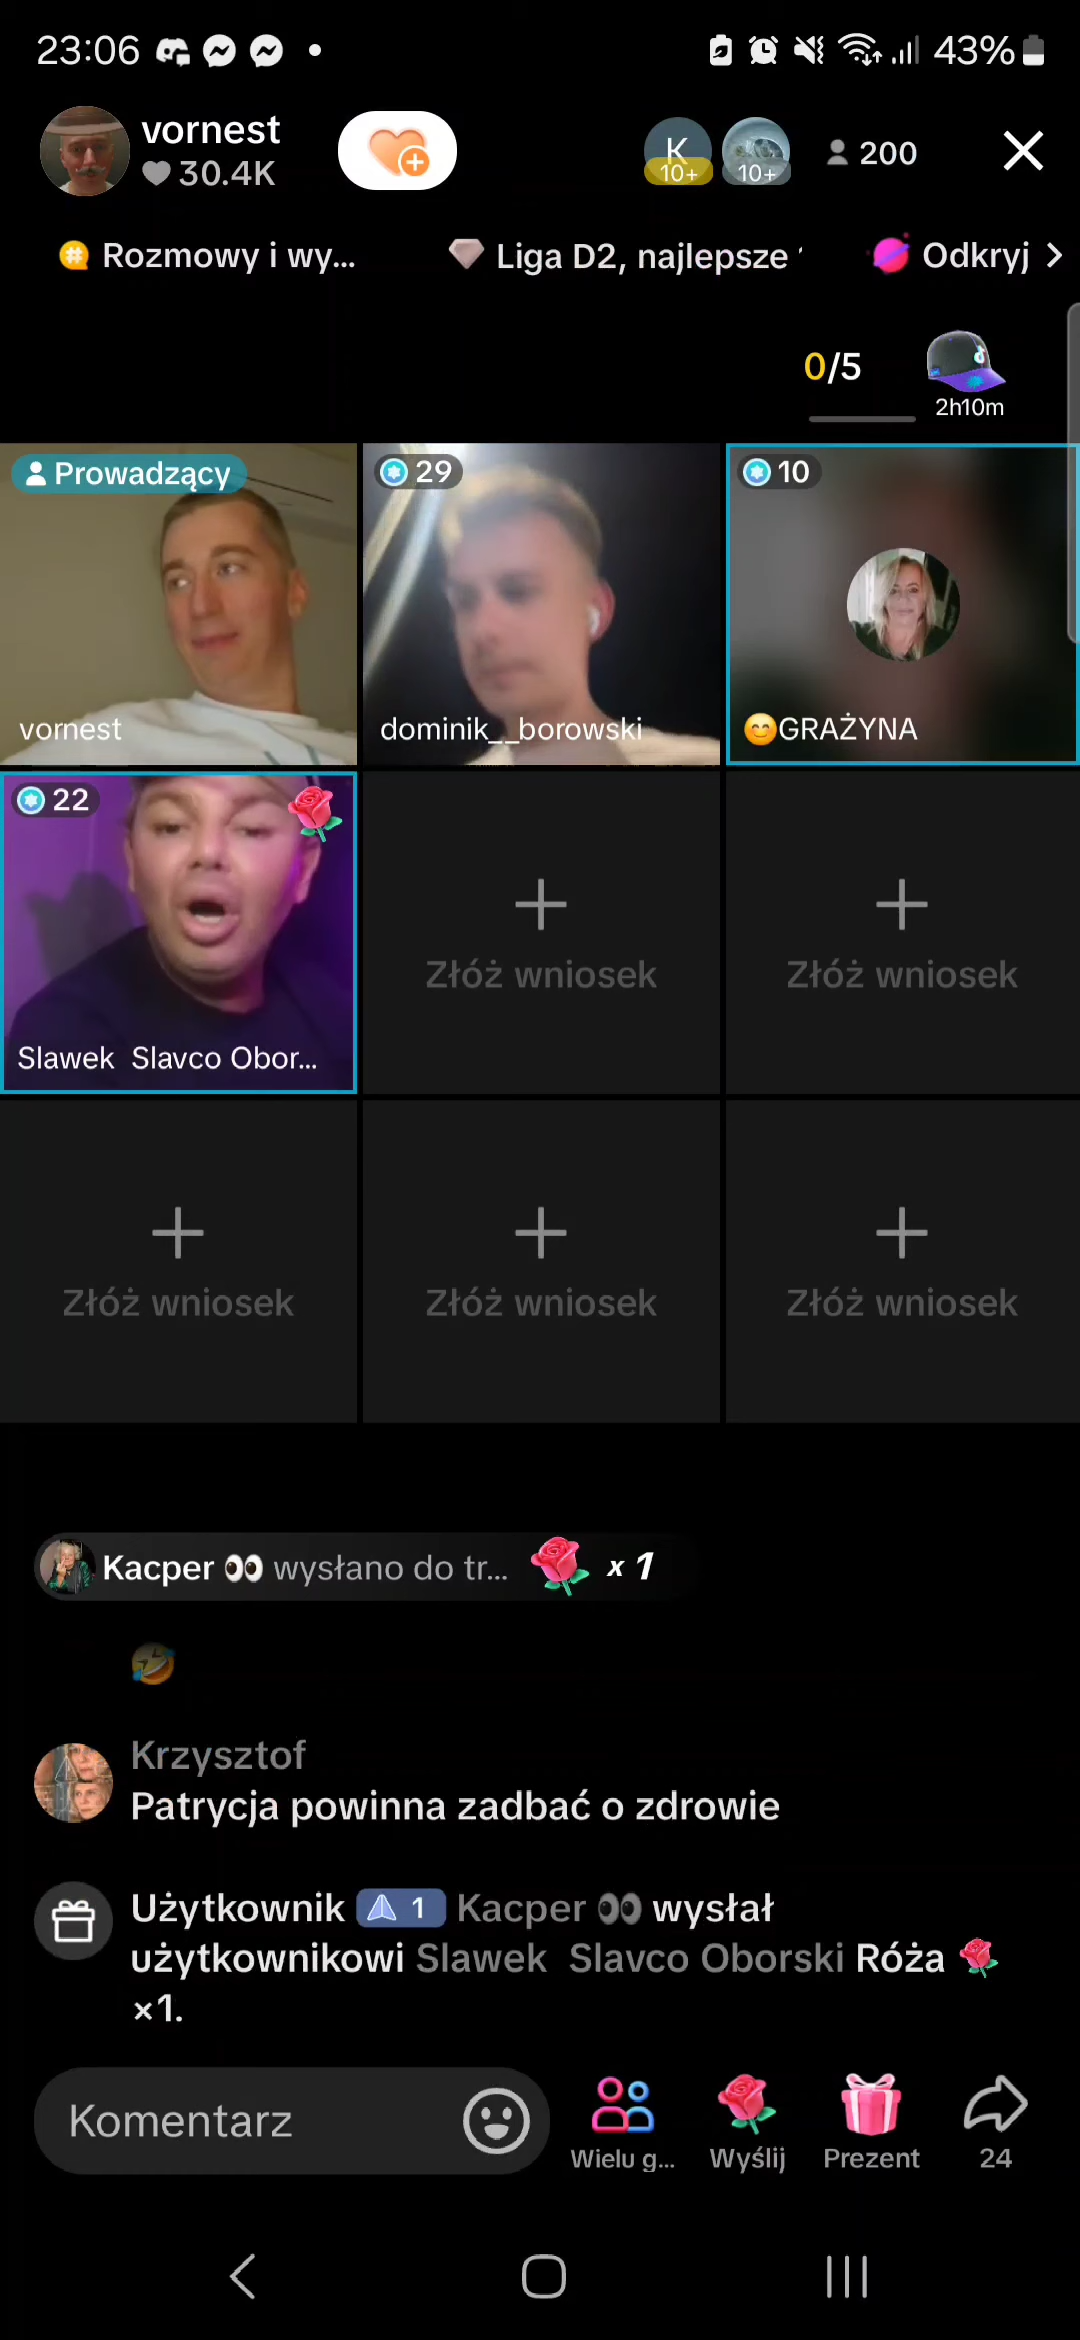 23:06
43%
vornest
30.4K
K
10+
10+
200
Rozmowy i wy...
Liga D2, najlepsze
Odkryj
0/5
2h10m
Prowadzący
29
10
vornest
dominik__borowski
😊GRAŻYNA
22
Slawek Slavco Obor...
Złóż wniosek
Złóż wniosek
Złóż wniosek
Złóż wniosek
Złóż wniosek
Kacper 👀 wysłano do tr... x 1
🤣
Krzysztof
Patrycja powinna zadbać o zdrowie
Użytkownik 1 Kacper 👀 wysłał
użytkownikowi Slawek Slavco Oborski Róża 🌹
×1.
Komentarz
Wielu g...
Wyślij
Prezent
24